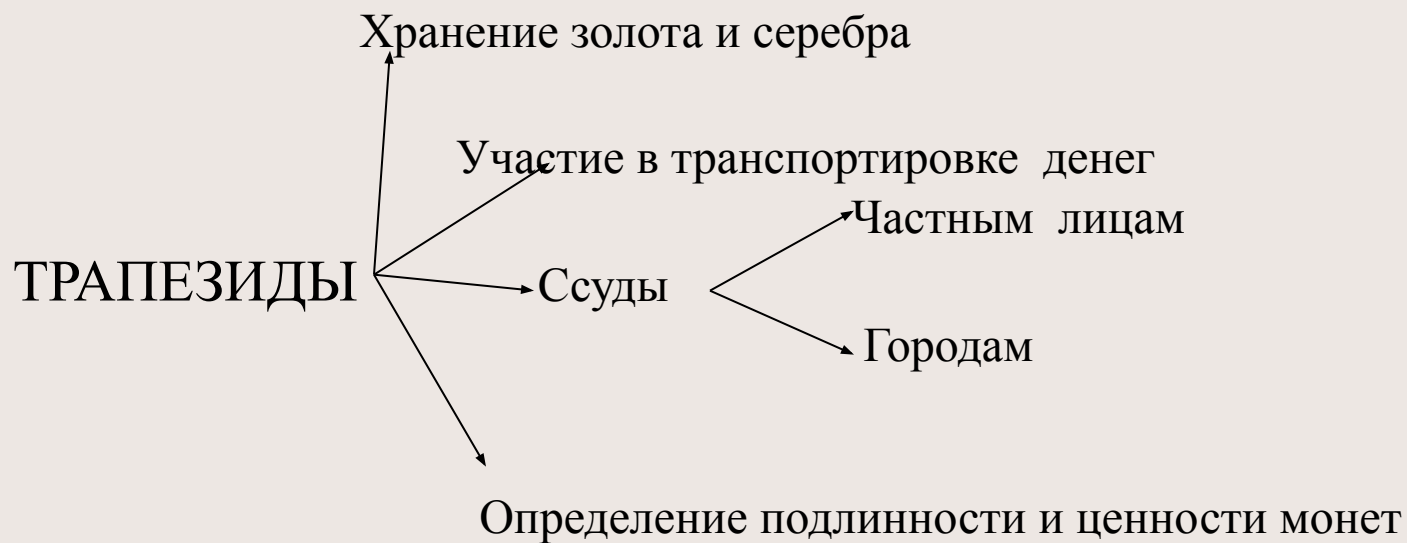 Хранение золота и серебра
Участие в транспортировке денег
Частным лицам
ТРАПЕЗИДЫ
Ссуды
Городам
Определение подлинности и ценности монет